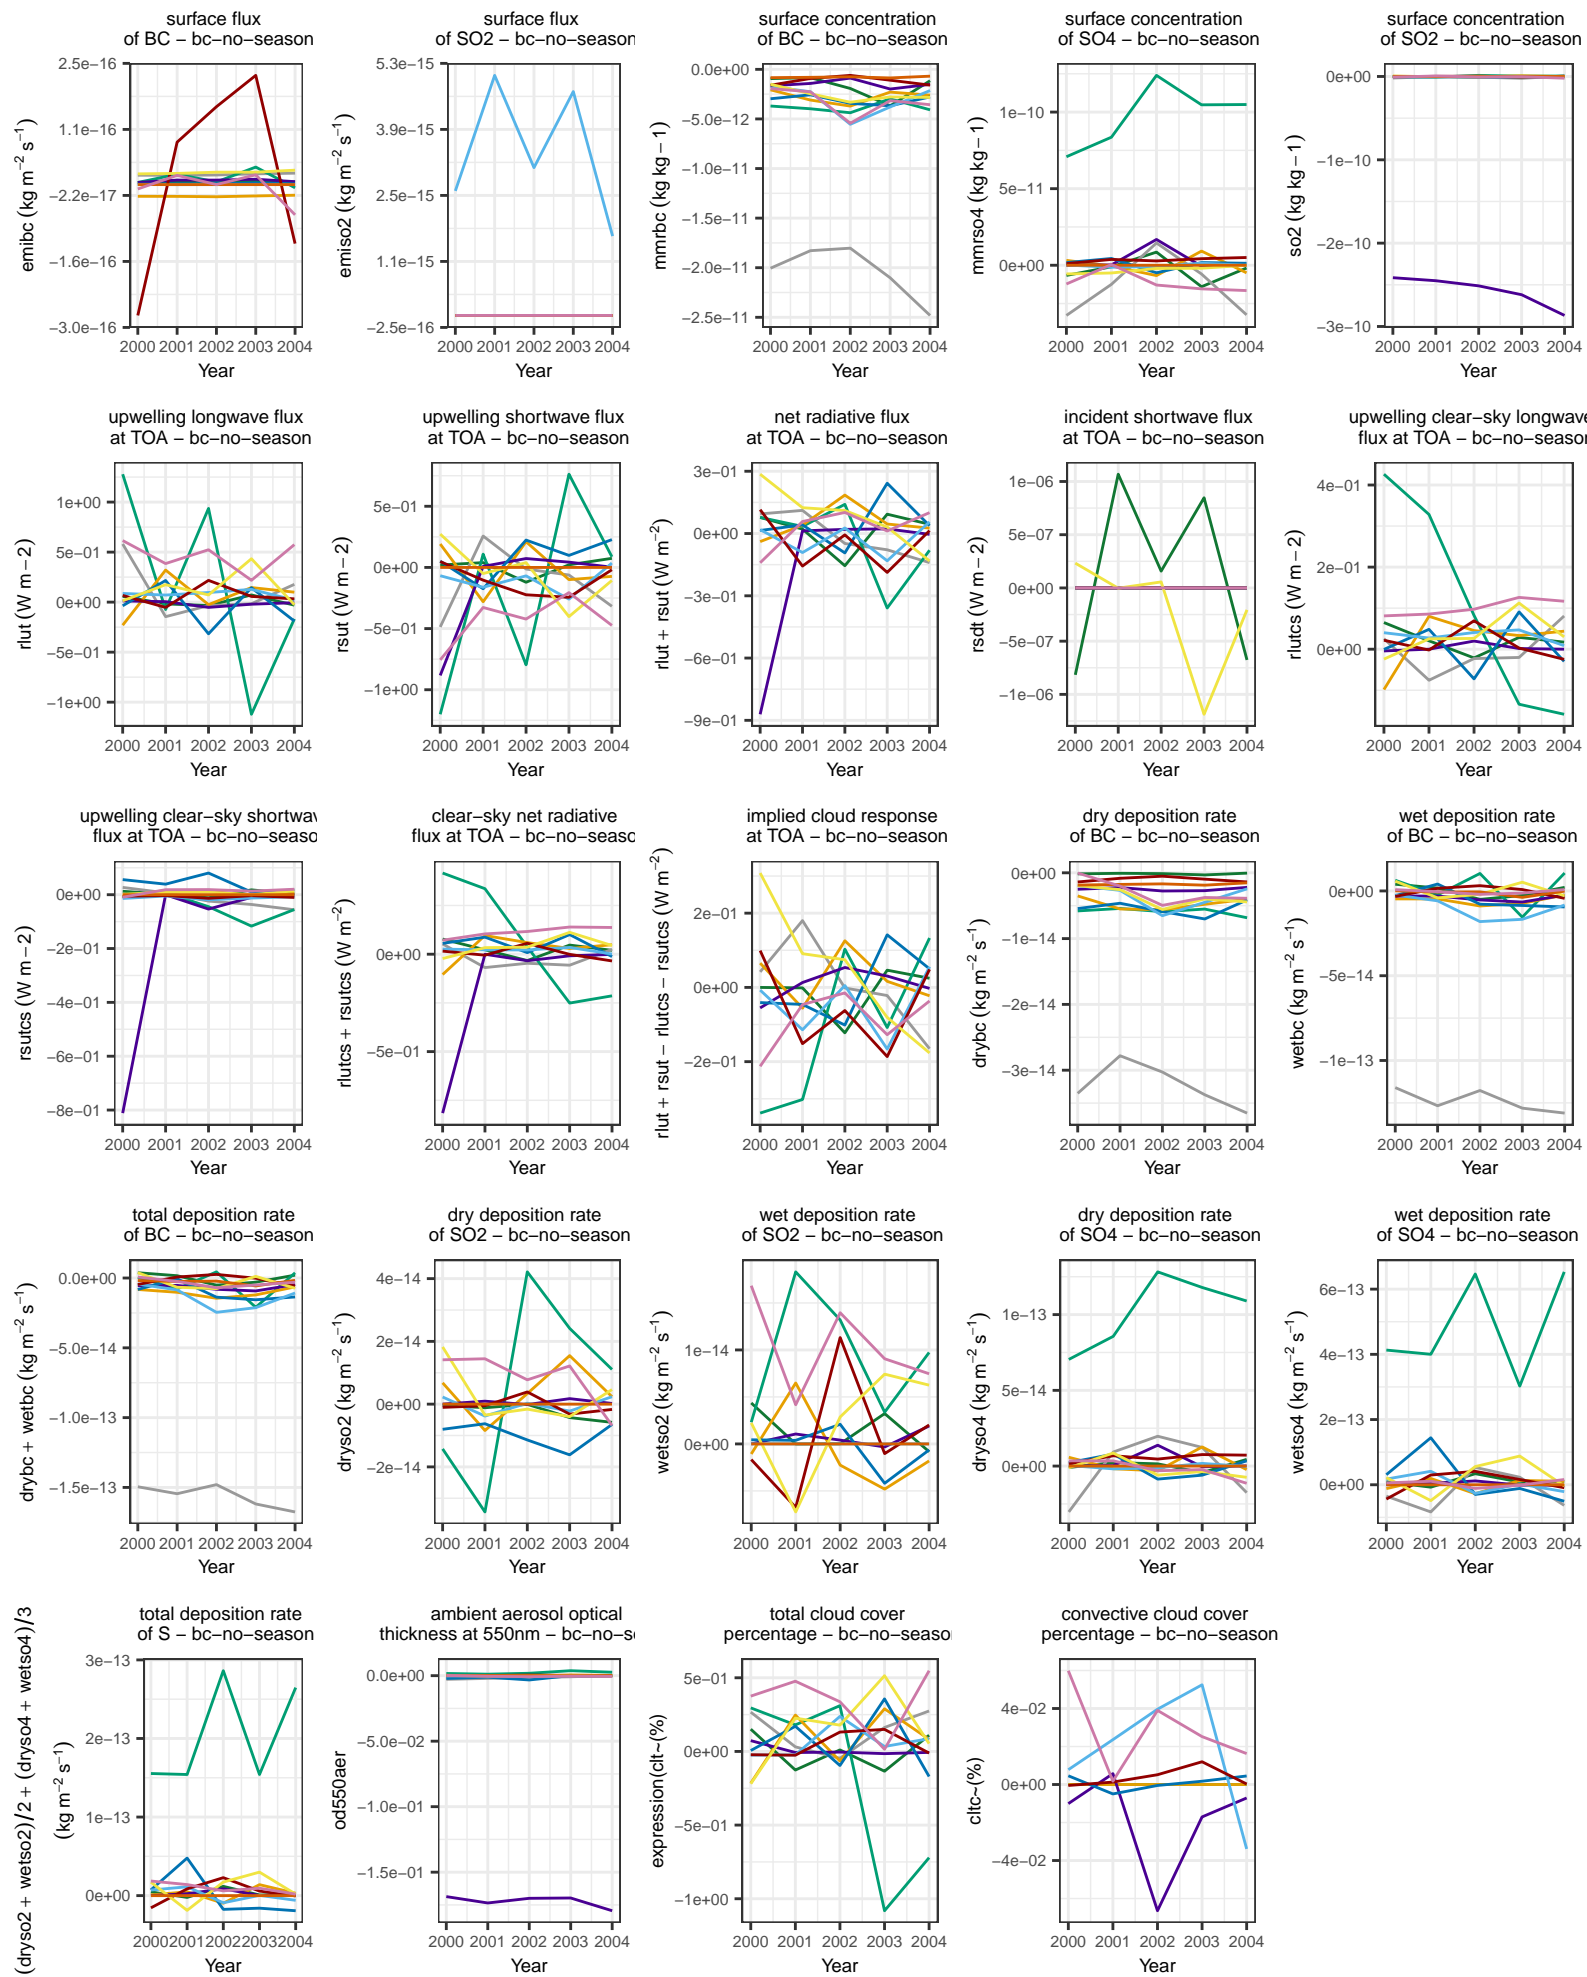 surface flux
of BC − bc−no−season
emibc (kg m−2 s−1)
2.5e−16
1.1e−16
−2.2e−17
−1.6e−16
−3.0e−16
2000 2001 2002 2003 2004
Year
surface flux
of SO2 − bc−no−season
emiso2 (kg m−2 s−1)
5.3e−15
3.9e−15
2.5e−15
1.1e−15
−2.5e−16
2000 2001 2002 2003 2004
Year
surface concentration
of BC − bc−no−season
mmrbc (kg kg−1)
0.0e+00
−5.0e−12
−1.0e−11
−1.5e−11
−2.0e−11
−2.5e−11
2000 2001 2002 2003 2004
Year
surface concentration
of SO4 − bc−no−season
mmrso4 (kg kg−1)
1e−10
5e−11
0e+00
2000 2001 2002 2003 2004
Year
surface concentration
of SO2 − bc−no−season
so2 (kg kg−1)
0e+00
−1e−10
−2e−10
−3e−10
2000 2001 2002 2003 2004
Year
upwelling longwave flux
at TOA − bc−no−season
rlut (W m−2)
1e+00
5e−01
0e+00
−5e−01
−1e+00
2000 2001 2002 2003 2004
Year
upwelling shortwave flux
at TOA − bc−no−season
rsut (W m−2)
5e−01
0e+00
−5e−01
−1e+00
2000 2001 2002 2003 2004
Year
net radiative flux
at TOA − bc−no−season
rlut + rsut (W m−2)
3e−01
0e+00
−3e−01
−6e−01
−9e−01
2000 2001 2002 2003 2004
Year
incident shortwave flux
at TOA − bc−no−season
rsdt (W m−2)
1e−06
5e−07
0e+00
−5e−07
−1e−06
2000 2001 2002 2003 2004
Year
upwelling clear−sky longwave
flux at TOA − bc−no−season
rlutcs (W m−2)
4e−01
2e−01
0e+00
2000 2001 2002 2003 2004
Year
upwelling clear−sky shortwav
flux at TOA − bc−no−seaso
rsutcs (W m−2)
0e+00
−2e−01
−4e−01
−6e−01
−8e−01
2000 2001 2002 2003 2004
Year
clear−sky net radiative
flux at TOA − bc−no−seaso
rlutcs + rsutcs (W m−2)
0e+00
−5e−01
2000 2001 2002 2003 2004
Year
implied cloud response
at TOA − bc−no−season
rlut + rsut − rlutcs − rsutcs (W m−2)
2e−01
0e+00
−2e−01
2000 2001 2002 2003 2004
Year
dry deposition rate
of BC − bc−no−season
drybc (kg m−2 s−1)
0e+00
−1e−14
−2e−14
−3e−14
2000 2001 2002 2003 2004
Year
wet deposition rate
of BC − bc−no−season
wetbc (kg m−2 s−1)
0e+00
−5e−14
−1e−13
2000 2001 2002 2003 2004
Year
total deposition rate
of BC − bc−no−season
drybc + wetbc (kg m−2 s−1)
0.0e+00
−5.0e−14
−1.0e−13
−1.5e−13
2000 2001 2002 2003 2004
Year
dry deposition rate
of SO2 − bc−no−season
dryso2 (kg m−2 s−1)
4e−14
2e−14
0e+00
−2e−14
2000 2001 2002 2003 2004
Year
wet deposition rate
of SO2 − bc−no−season
wetso2 (kg m−2 s−1)
1e−14
0e+00
2000 2001 2002 2003 2004
Year
dry deposition rate
of SO4 − bc−no−season
dryso4 (kg m−2 s−1)
1e−13
5e−14
0e+00
2000 2001 2002 2003 2004
Year
wet deposition rate
of SO4 − bc−no−season
wetso4 (kg m−2 s−1)
6e−13
4e−13
2e−13
0e+00
2000 2001 2002 2003 2004
Year
total deposition rate
of S − bc−no−season
(dryso2 + wetso2)/2 + (dryso4 + wetso4)/3
(kg m−2 s−1)
3e−13
2e−13
1e−13
0e+00
2000 2001 2002 2003 2004
Year
ambient aerosol optical
thickness at 550nm − bc−no−se
od550aer
0.0e+00
−5.0e−02
−1.0e−01
−1.5e−01
2000 2001 2002 2003 2004
Year
total cloud cover
percentage − bc−no−season
expression(clt~(%)
5e−01
0e+00
−5e−01
−1e+00
2000 2001 2002 2003 2004
Year
convective cloud cover
percentage − bc−no−season
cltc~(%)
4e−02
0e+00
−4e−02
2000 2001 2002 2003 2004
Year